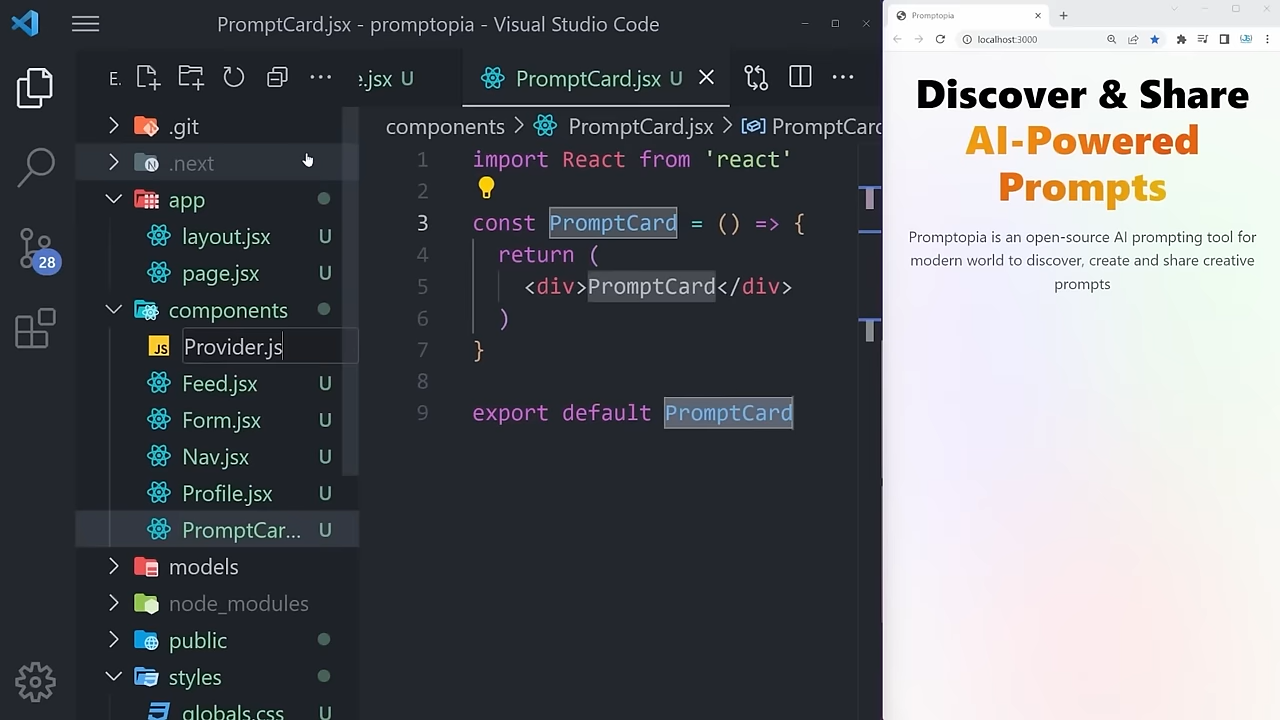 PromptCard.jsx - promptopia - Visual Studio Code
E.
e.jsx U
PromptCard.jsx U
components > PromptCard.jsx > PromptCard
.git
.next
app
layout.jsx U
page.jsx U
components
Provider.js
Feed.jsx U
Form.jsx U
Nav.jsx U
Profile.jsx U
PromptCar... U
models
node_modules
public
styles
globals.css U
28
JS
N
1 import React from 'react'
2
3 const PromptCard = () => {
4 return (
5 <div>PromptCard</div>
6 )
7 }
8
9 export default PromptCard
Promptopia
localhost:3000
Discover & Share
AI-Powered
Prompts
Promptopia is an open-source AI prompting tool for
modern world to discover, create and share creative
prompts